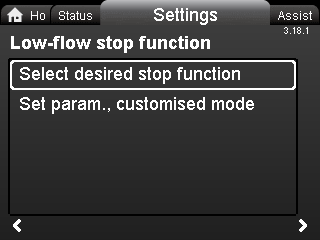 Ho Status Settings Assist
3.18.1
Low-flow stop function
Select desired stop function
Set param., customised mode